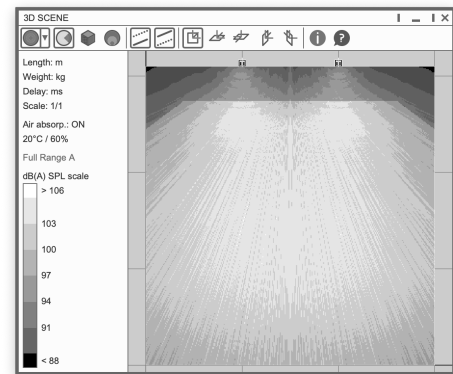 3D SCENE
Length: m
Weight: kg
Delay: ms
Scale: 1/1
Air absorp.: ON
20°C / 60%
Full Range A
dB(A) SPL scale
> 106
103
100
97
94
91
< 88